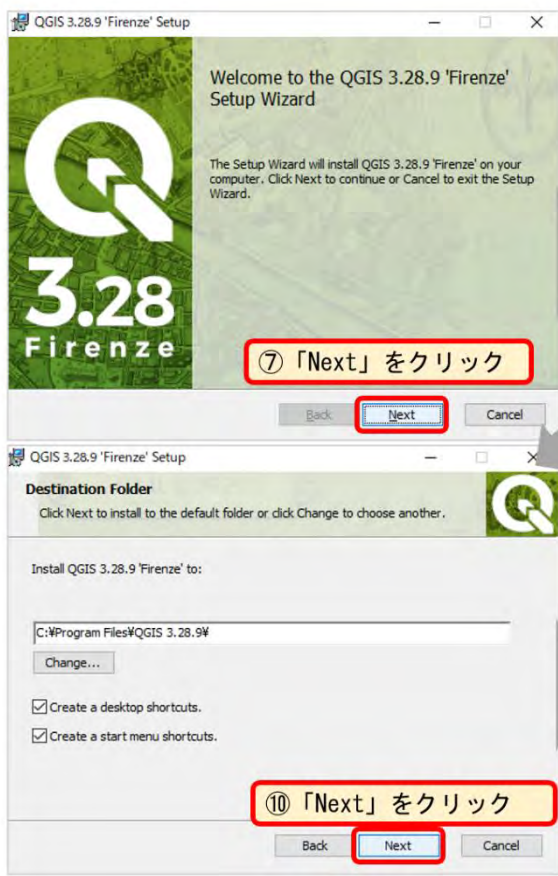 QGIS 3.28.9 'Firenze' Setup
Welcome to the QGIS 3.28.9 'Firenze'
Setup Wizard
The Setup Wizard will install QGIS 3.28.9 'Firenze' on your
computer. Click Next to continue or Cancel to exit the Setup
Wizard.
3.28
Firenze
⑦「Next」をクリック
Back Next Cancel
QGIS 3.28.9 'Firenze' Setup
Destination Folder
Click Next to install to the default folder or click Change to choose another.
Install QGIS 3.28.9 'Firenze' to:
C:¥Program Files¥QGIS 3.28.9¥
Change...
Create a desktop shortcuts.
Create a start menu shortcuts.
⑩「Next」をクリック
Back Next Cancel